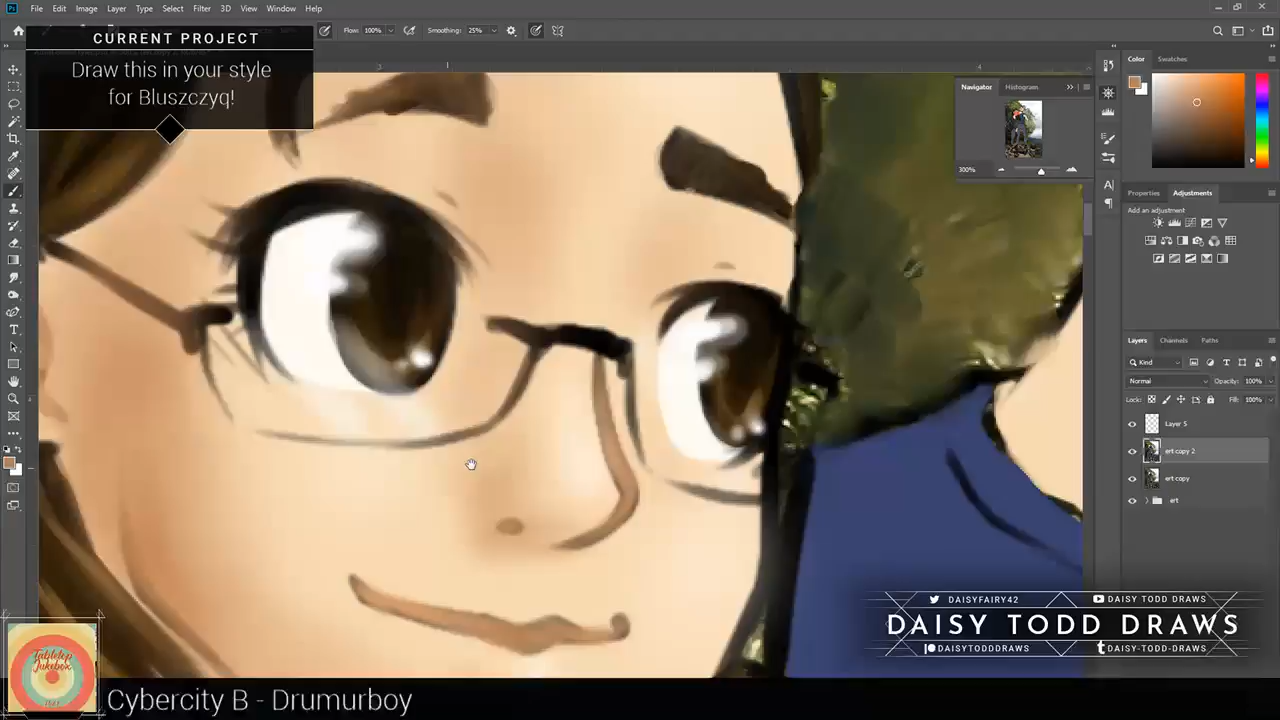 File Edit Image Layer Type Select Filter 3D View Window Help
Flow: 100% Smoothing: 25%
CURRENT PROJECT
Draw this in your style
for Bluszczyq!
Color Swatches
Navigator Histogram
300%
Properties Adjustments
Add an adjustment
Layers Channels Paths
Kind
Normal Opacity: 100%
Lock: Fill: 100%
Layer 5
ert copy 2
ert copy
ert
DAISYFAIRY42 DAISY TODD DRAWS
DAISY TODD DRAWS
DAISYTODDDRAWS DAISY-TODD-DRAWS
Tabletop
Jukebox
Cybercity B - Drumurboy